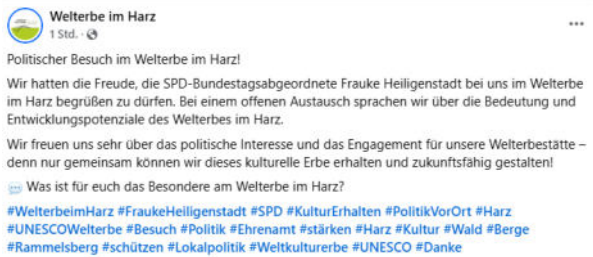 Welterbe im Harz
1 Std. ·
Politischer Besuch im Welterbe im Harz!
Wir hatten die Freude, die SPD-Bundestagsabgeordnete Frauke Heiligenstadt bei uns im Welterbe
im Harz begrüßen zu dürfen. Bei einem offenen Austausch sprachen wir über die Bedeutung und
Entwicklungspotenziale des Welterbes im Harz.
Wir freuen uns sehr über das politische Interesse und das Engagement für unsere Welterbestätte –
denn nur gemeinsam können wir dieses kulturelle Erbe erhalten und zukunftsfähig gestalten!
💬 Was ist für euch das Besondere am Welterbe im Harz?
#WelterbeimHarz #FraukeHeiligenstadt #SPD #KulturErhalten #PolitikVorOrt #Harz
#UNESCOWelterbe #Besuch #Politik #Ehrenamt #stärken #Harz #Kultur #Wald #Berge
#Rammelsberg #schützen #Lokalpolitik #Weltkulturerbe #UNESCO #Danke